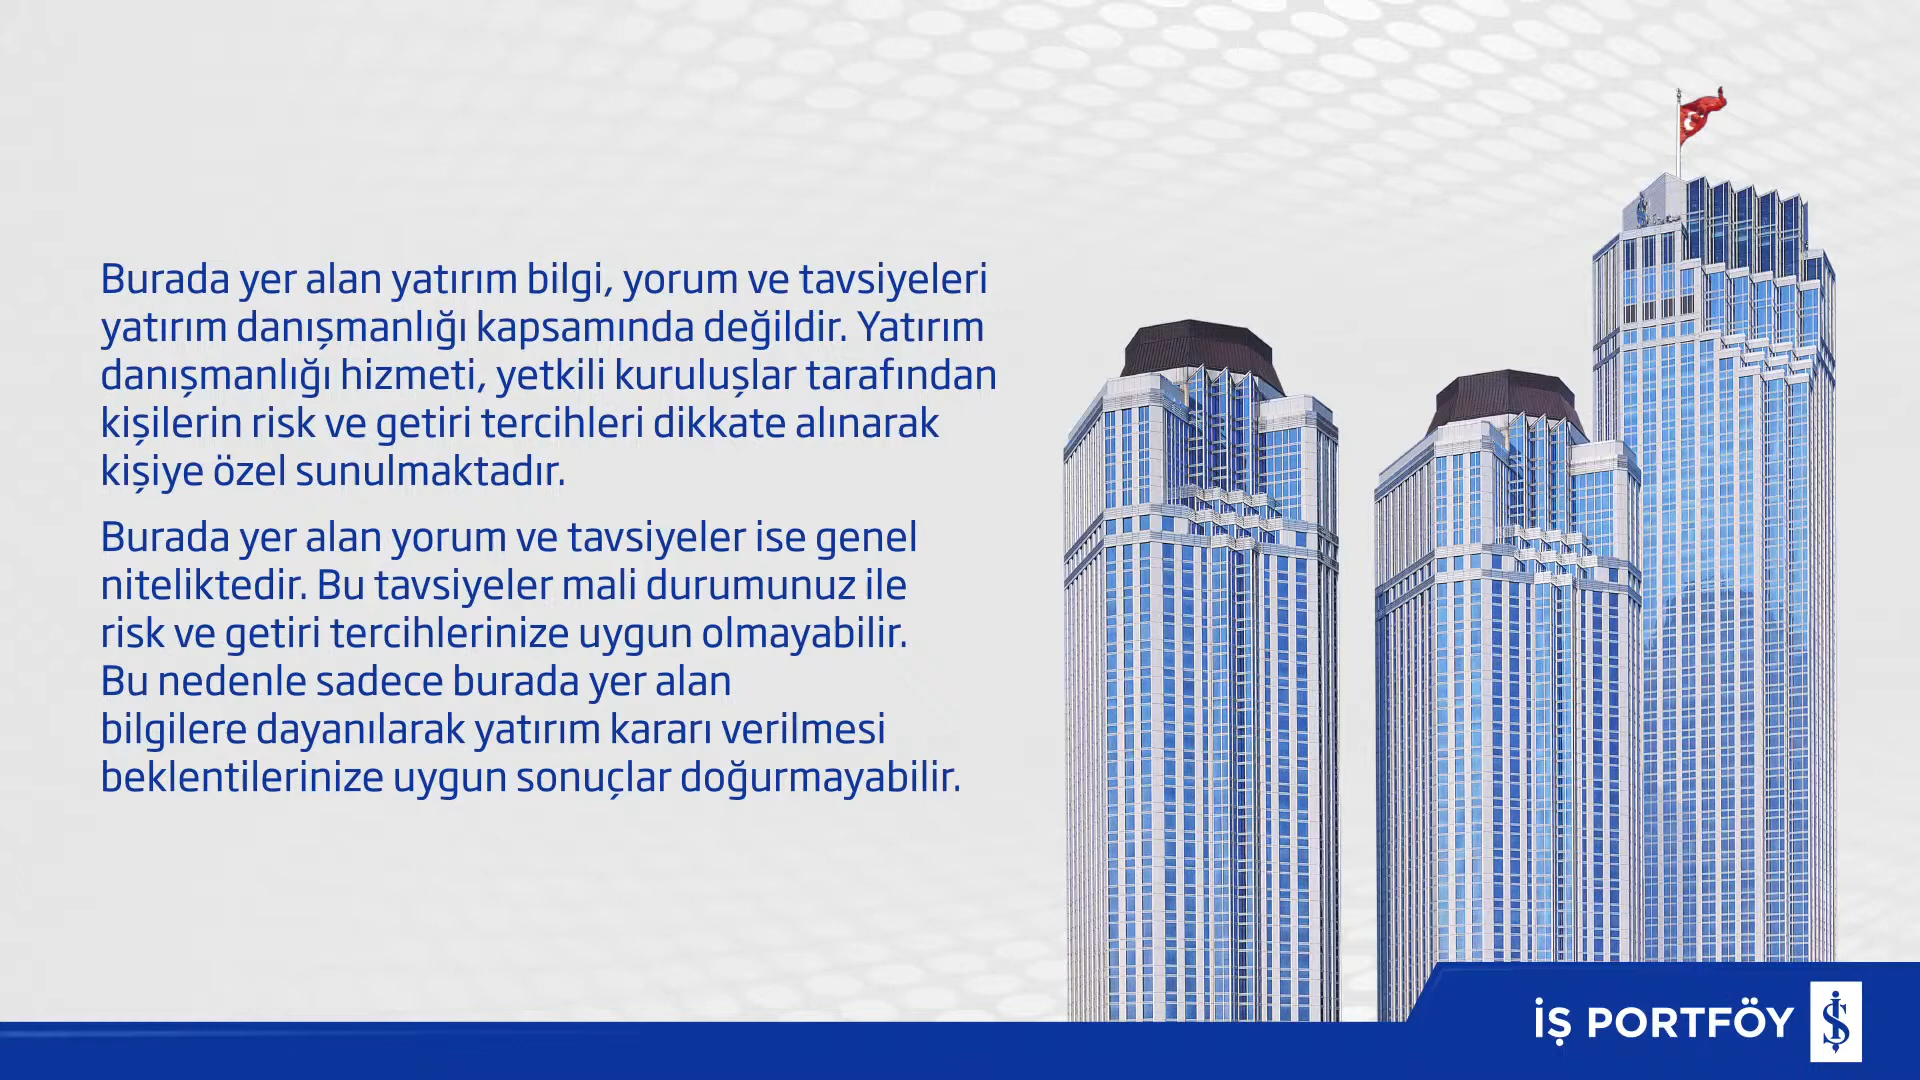 Burada yer alan yatırım bilgi, yorum ve tavsiyeleri
yatırım danışmanlığı kapsamında değildir. Yatırım
danışmanlığı hizmeti, yetkili kuruluşlar tarafından
kişilerin risk ve getiri tercihleri dikkate alınarak
kişiye özel sunulmaktadır.
Burada yer alan yorum ve tavsiyeler ise genel
niteliktedir. Bu tavsiyeler mali durumunuz ile
risk ve getiri tercihlerinize uygun olmayabilir.
Bu nedenle sadece burada yer alan
bilgilere dayanılarak yatırım kararı verilmesi
beklentilerinize uygun sonuçlar doğurmayabilir.
İŞ PORTFÖY